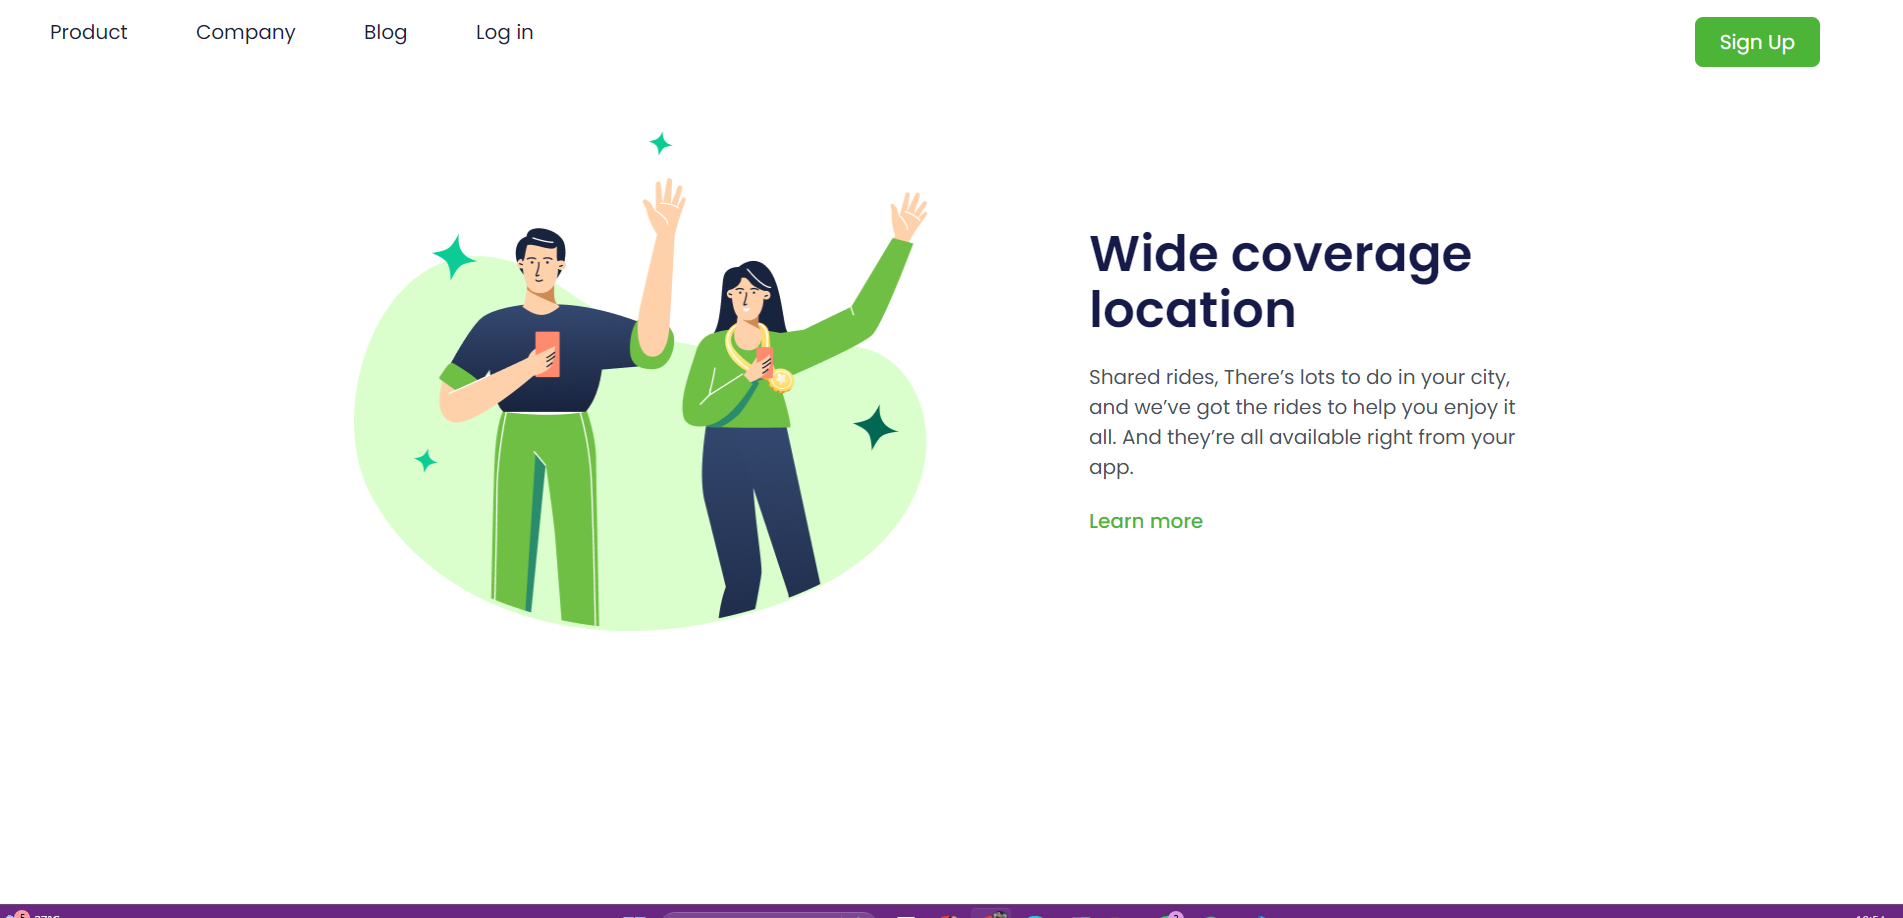 Product
Company
Blog
Log in
Sign Up
Wide coverage
location
Shared rides, There’s lots to do in your city,
and we’ve got the rides to help you enjoy it
all. And they’re all available right from your
app.
Learn more